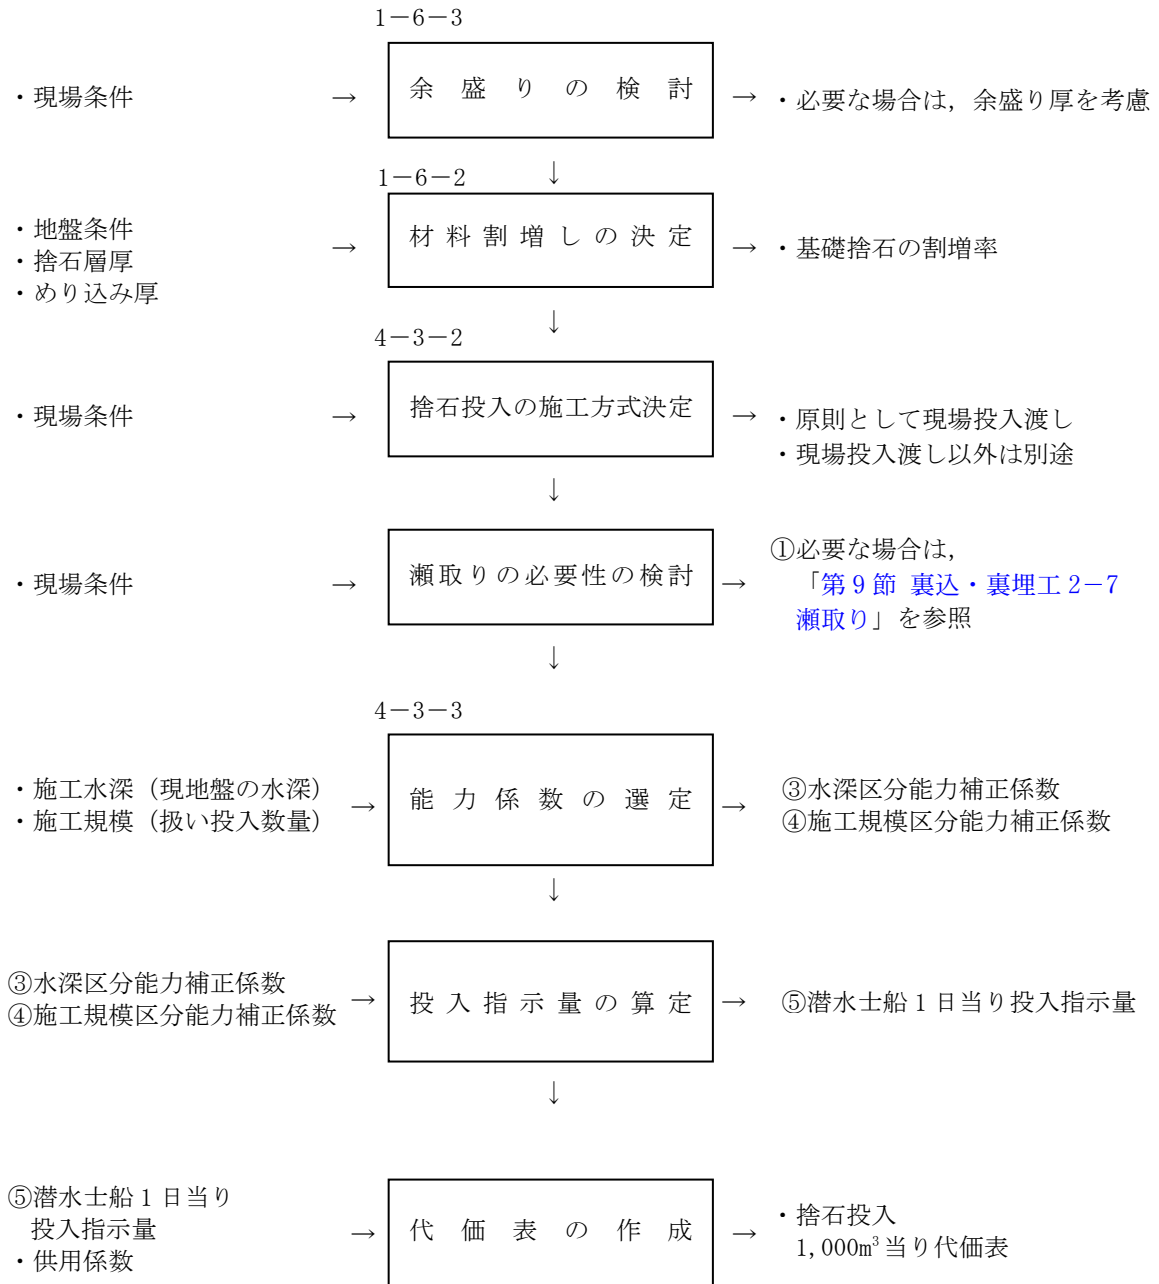 1-6-3
・現場条件 → 余盛りの検討 → ・必要な場合は，余盛り厚を考慮
↓
1-6-2
・地盤条件
・捨石層厚
・めり込み厚
→ 材料割増しの決定 → ・基礎捨石の割増率
↓
4-3-2
・現場条件 → 捨石投入の施工方式決定 → ・原則として現場投入渡し
・現場投入渡し以外は別途
↓
・現場条件 → 瀬取りの必要性の検討 → ①必要な場合は，
「第9節 裏込・裏埋工 2-7
瀬取り」を参照
↓
4-3-3
・施工水深（現地盤の水深）
・施工規模（扱い投入数量）
→ 能力係数の選定 → ③水深区分能力補正係数
④施工規模区分能力補正係数
↓
③水深区分能力補正係数
④施工規模区分能力補正係数
→ 投入指示量の算定 → ⑤潜水士船1日当り投入指示量
↓
⑤潜水士船1日当り
投入指示量
・供用係数
→ 代価表の作成 → ・捨石投入
1,000m³当り代価表